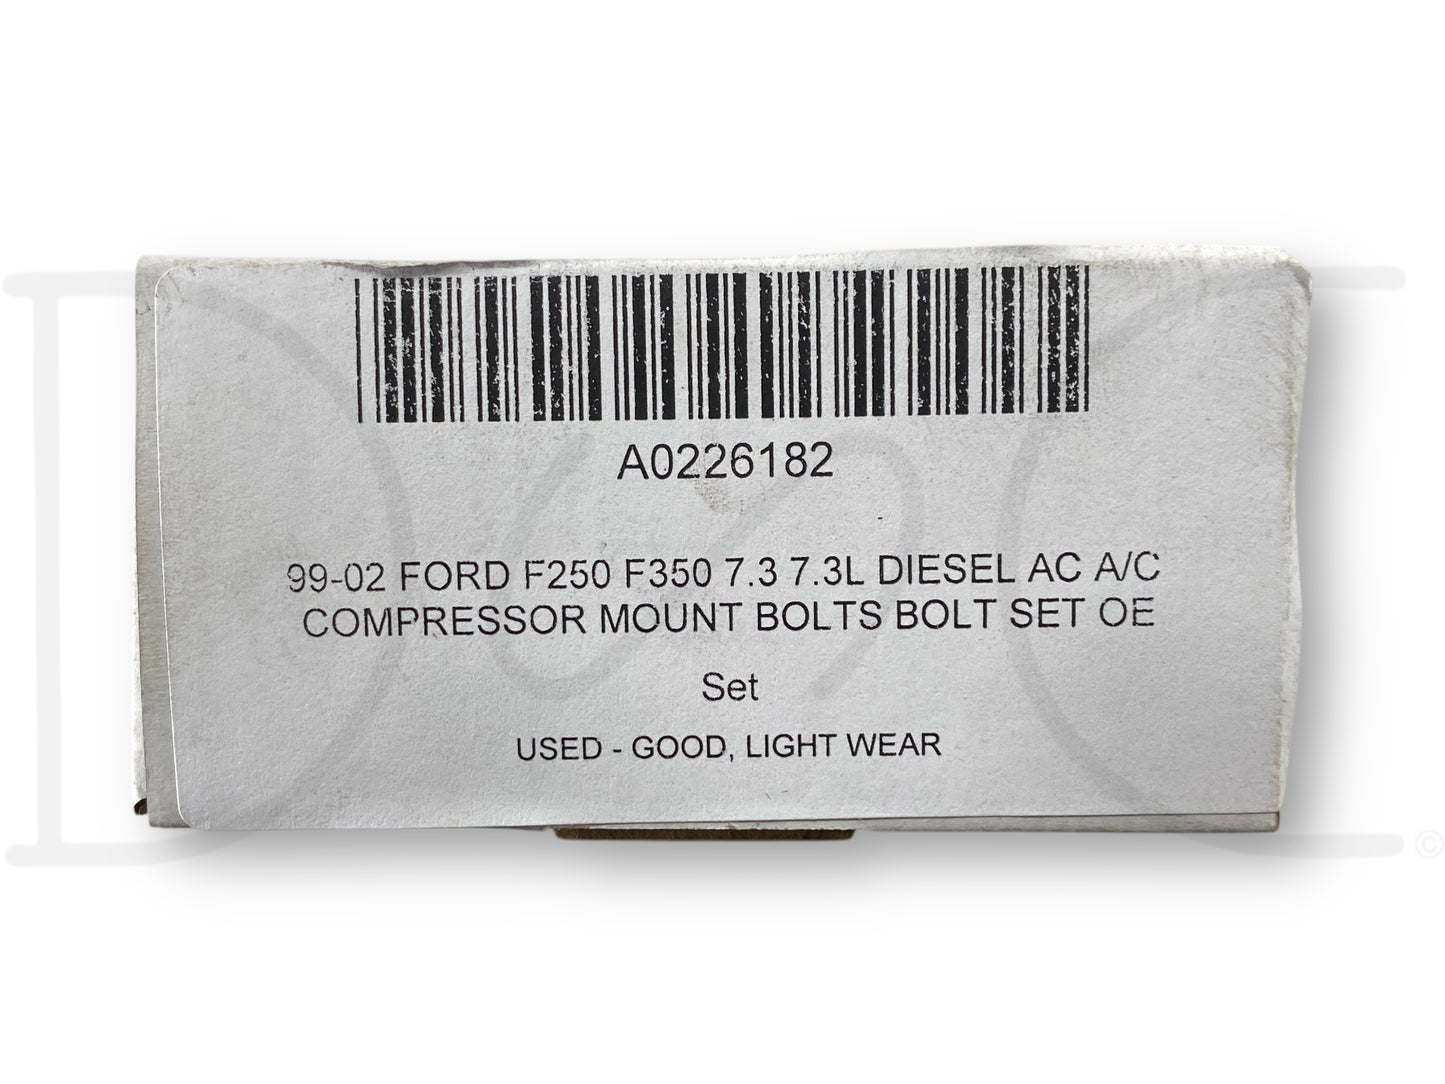 A0226182
99-02 FORD F250 F350 7.3 7.3L DIESEL AC A/C
COMPRESSOR MOUNT BOLTS BOLT SET OE
Set
USED - GOOD, LIGHT WEAR
©